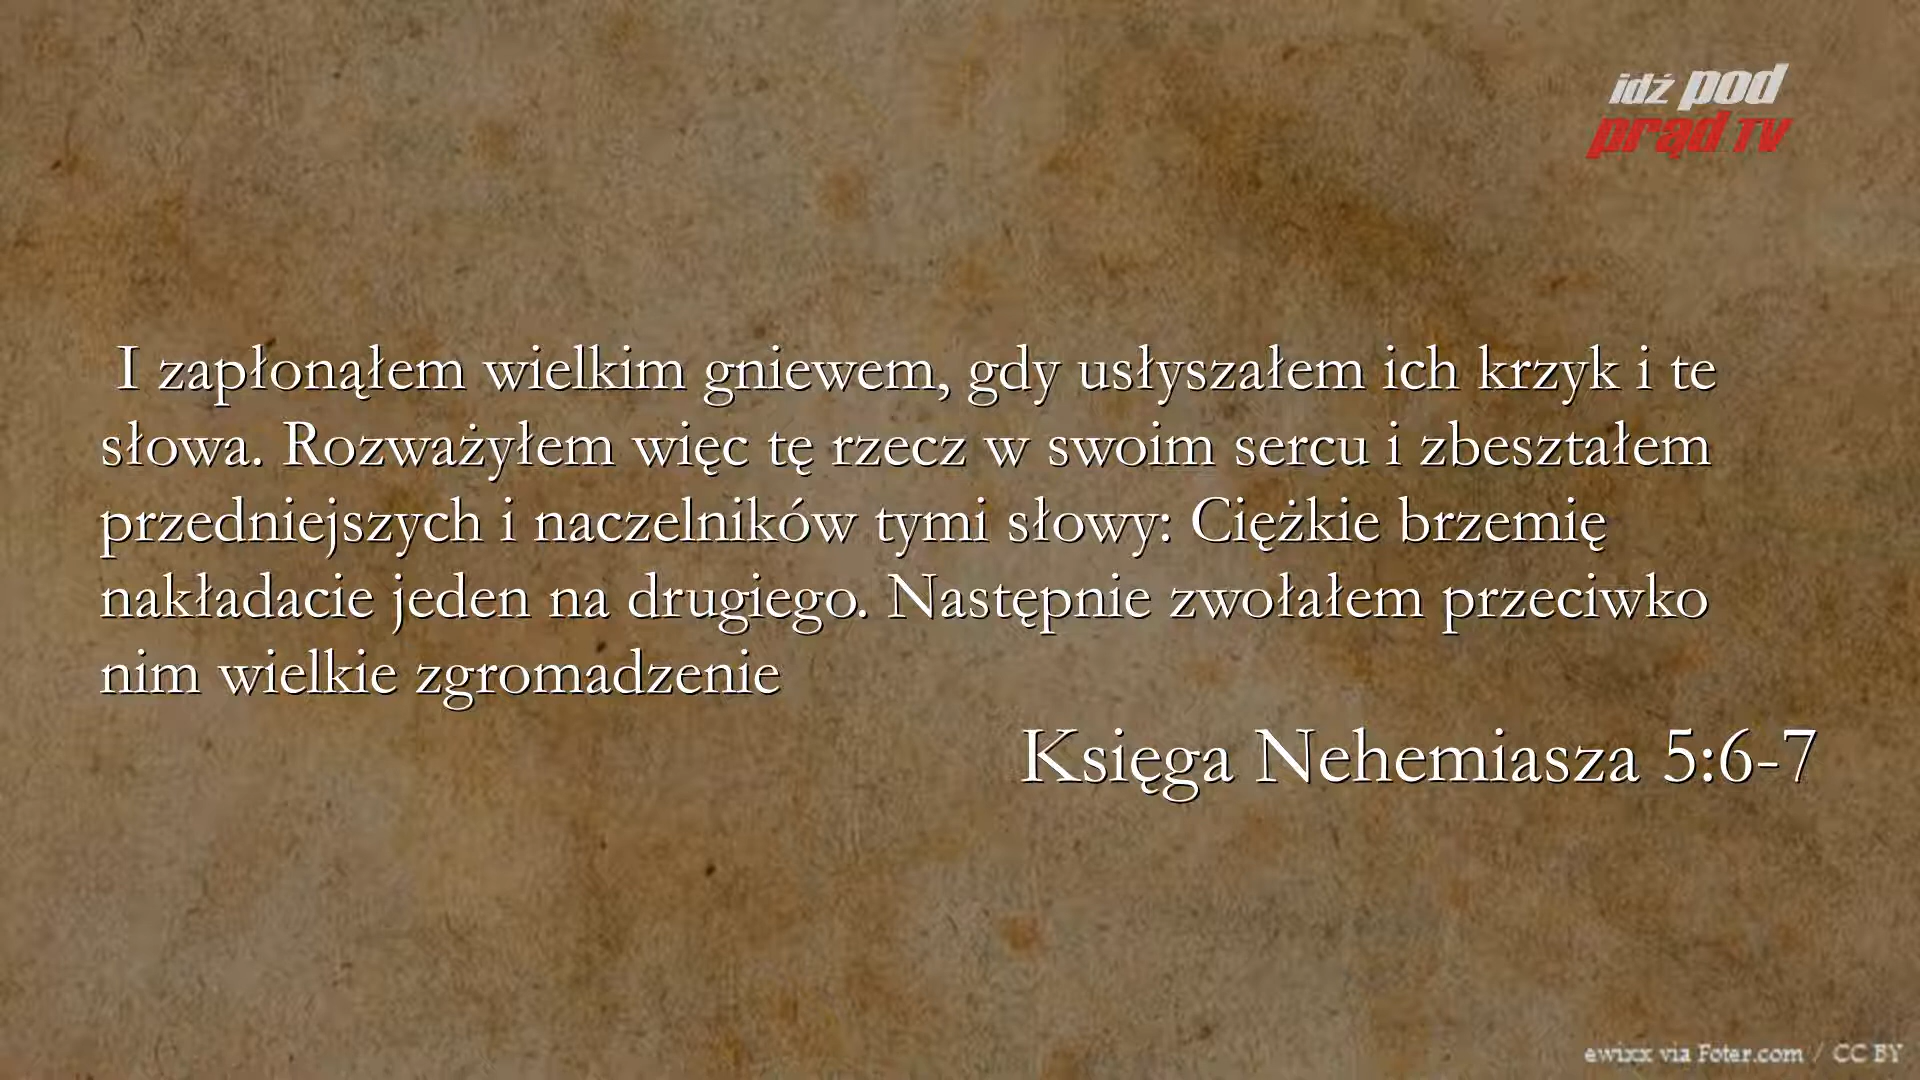 idź pod
prąd TV
I zapłonąłem wielkim gniewem, gdy usłyszałem ich krzyk i te
słowa. Rozważyłem więc tę rzecz w swoim sercu i zbeształem
przedniejszych i naczelników tymi słowy: Ciężkie brzemię
nakładacie jeden na drugiego. Następnie zwołałem przeciwko
nim wielkie zgromadzenie
Księga Nehemiasza 5:6-7
ewixx via Foter.com / CC BY